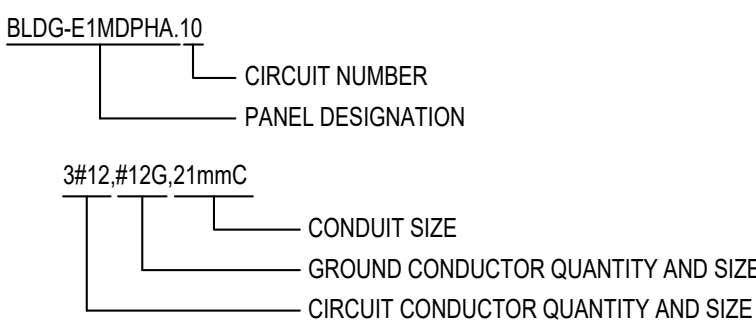 BLDG-E1MDPHA.10
CIRCUIT NUMBER
PANEL DESIGNATION
3#12,#12G,21mmC
CONDUIT SIZE
GROUND CONDUCTOR QUANTITY AND SIZE
CIRCUIT CONDUCTOR QUANTITY AND SIZE